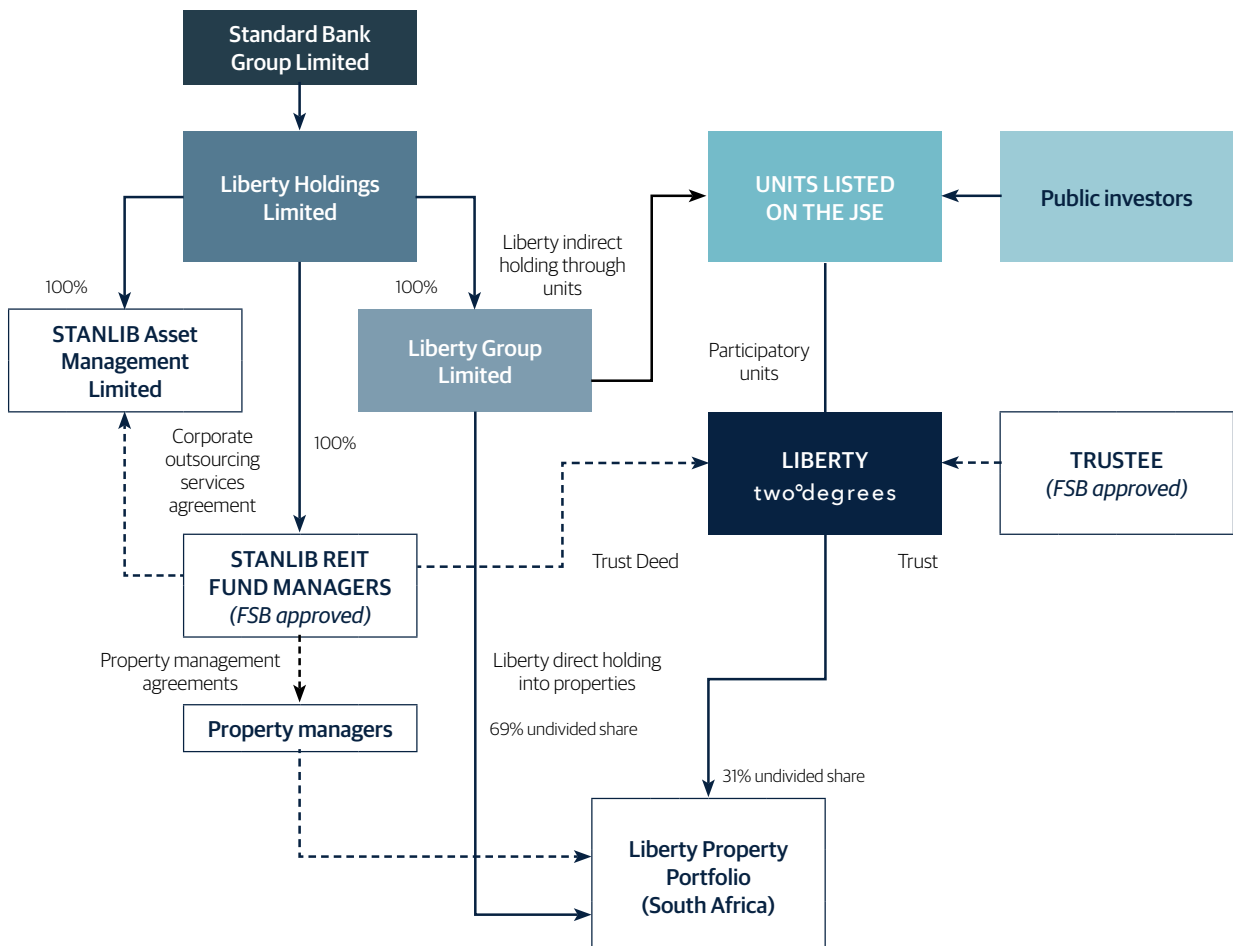 Standard Bank
Group Limited
Liberty Holdings
Limited
UNITS LISTED
ON THE JSE
Public investors
Liberty indirect
holding through
units
100%
100%
STANLIB Asset
Management
Limited
Liberty Group
Limited
Participatory
units
Corporate
outsourcing
services
agreement
100%
LIBERTY
two°degrees
TRUSTEE
(FSB approved)
STANLIB REIT
FUND MANAGERS
(FSB approved)
Trust Deed
Trust
Property management
agreements
Liberty direct holding
into properties
Property managers
69% undivided share
31% undivided share
Liberty Property
Portfolio
(South Africa)